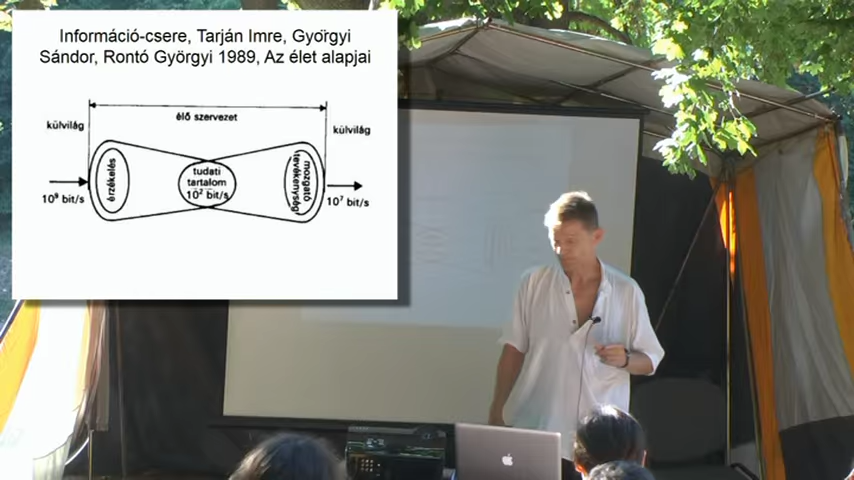 Információ-csere, Tarján Imre, Gyořgyi
Sándor, Rontó Györgyi 1989, Az élet alapjai
élő szervezet
külvilág
külvilág
érzékelés
tudati
tartalom
10² bit/s
mozgató
tevékenység
10⁹ bit/s
10⁷ bit/s